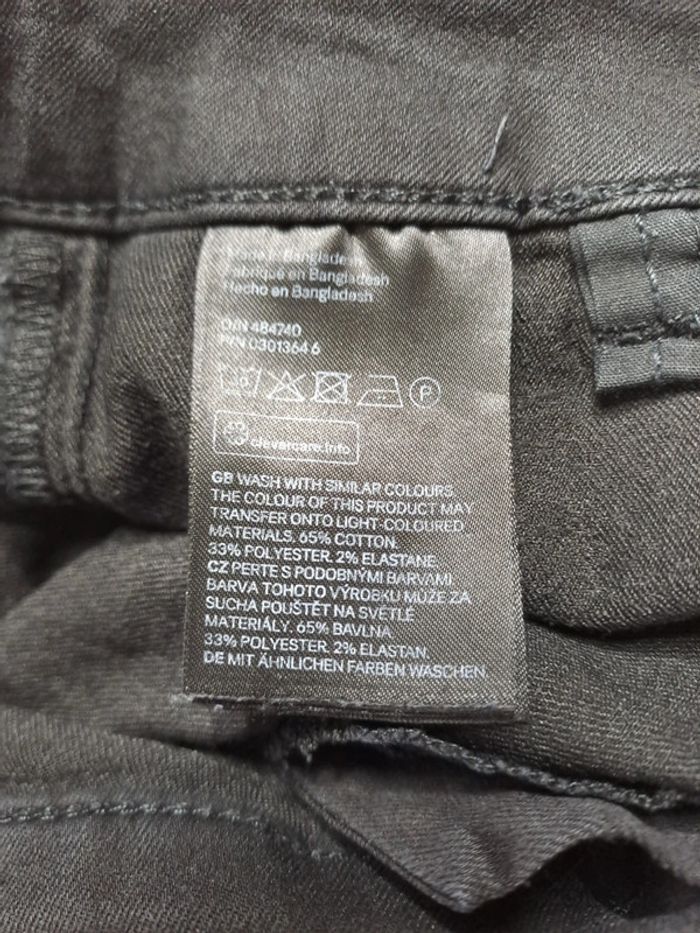 Made in Bangladesh
Fabriqué en Bangladesh
Hecho en Bangladesh
O/N 484740
P/N 0301364 6
30
P
clevercare.info
GB WASH WITH SIMILAR COLOURS.
THE COLOUR OF THIS PRODUCT MAY
TRANSFER ONTO LIGHT-COLOURED
MATERIALS. 65% COTTON,
33% POLYESTER, 2% ELASTANE
CZ PERTE S PODOBNÝMI BARVAMI.
BARVA TOHOTO VÝROBKU MŮŽE ZA
SUCHA POUŠTĚT NA SVĚTLÉ
MATERIÁLY. 65% BAVLNA,
33% POLYESTER, 2% ELASTAN.
DE MIT ÄHNLICHEN FARBEN WASCHEN.